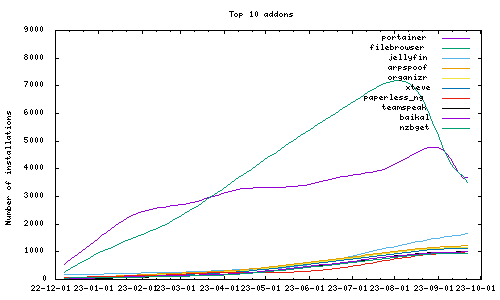 Top 10 addons
Number of installations
9000
8000
7000
6000
5000
4000
3000
2000
1000
0
portainer
filebrowser
jellyfin
arpspoof
organizr
xteve
paperless_ng
teamspeak
baikal
nzbget
22-12-01 23-01-01 23-02-01 23-03-01 23-04-01 23-05-01 23-06-01 23-07-01 23-08-01 23-09-01 23-10-01